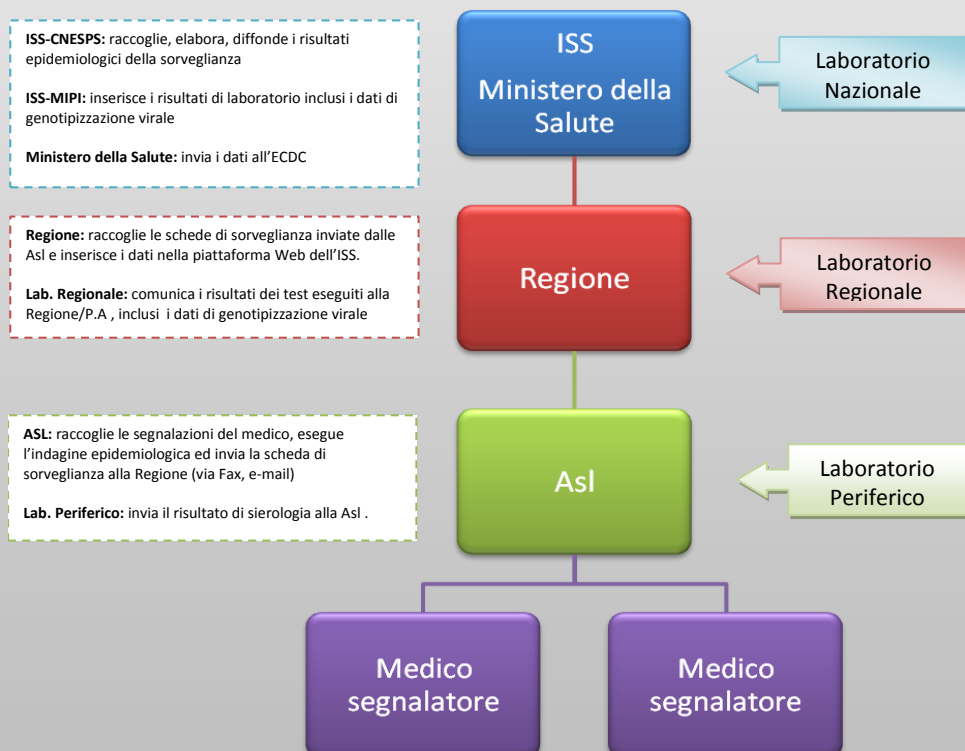 ISS-CNESPS: raccoglie, elabora, diffonde i risultati
epidemiologici della sorveglianza
ISS-MIPI: inserisce i risultati di laboratorio inclusi i dati di
genotipizzazione virale
Ministero della Salute: invia i dati all'ECDC
ISS
Ministero della
Salute
Laboratorio
Nazionale
Regione: raccoglie le schede di sorveglianza inviate dalle
Asl e inserisce i dati nella piattaforma Web dell'ISS.
Lab. Regionale: comunica i risultati dei test eseguiti alla
Regione/P.A , inclusi i dati di genotipizzazione virale
Regione
Laboratorio
Regionale
ASL: raccoglie le segnalazioni del medico, esegue
l'indagine epidemiologica ed invia la scheda di
sorveglianza alla Regione (via Fax, e-mail)
Lab. Periferico: invia il risultato di sierologia alla Asl .
Asl
Laboratorio
Periferico
Medico
segnalatore
Medico
segnalatore